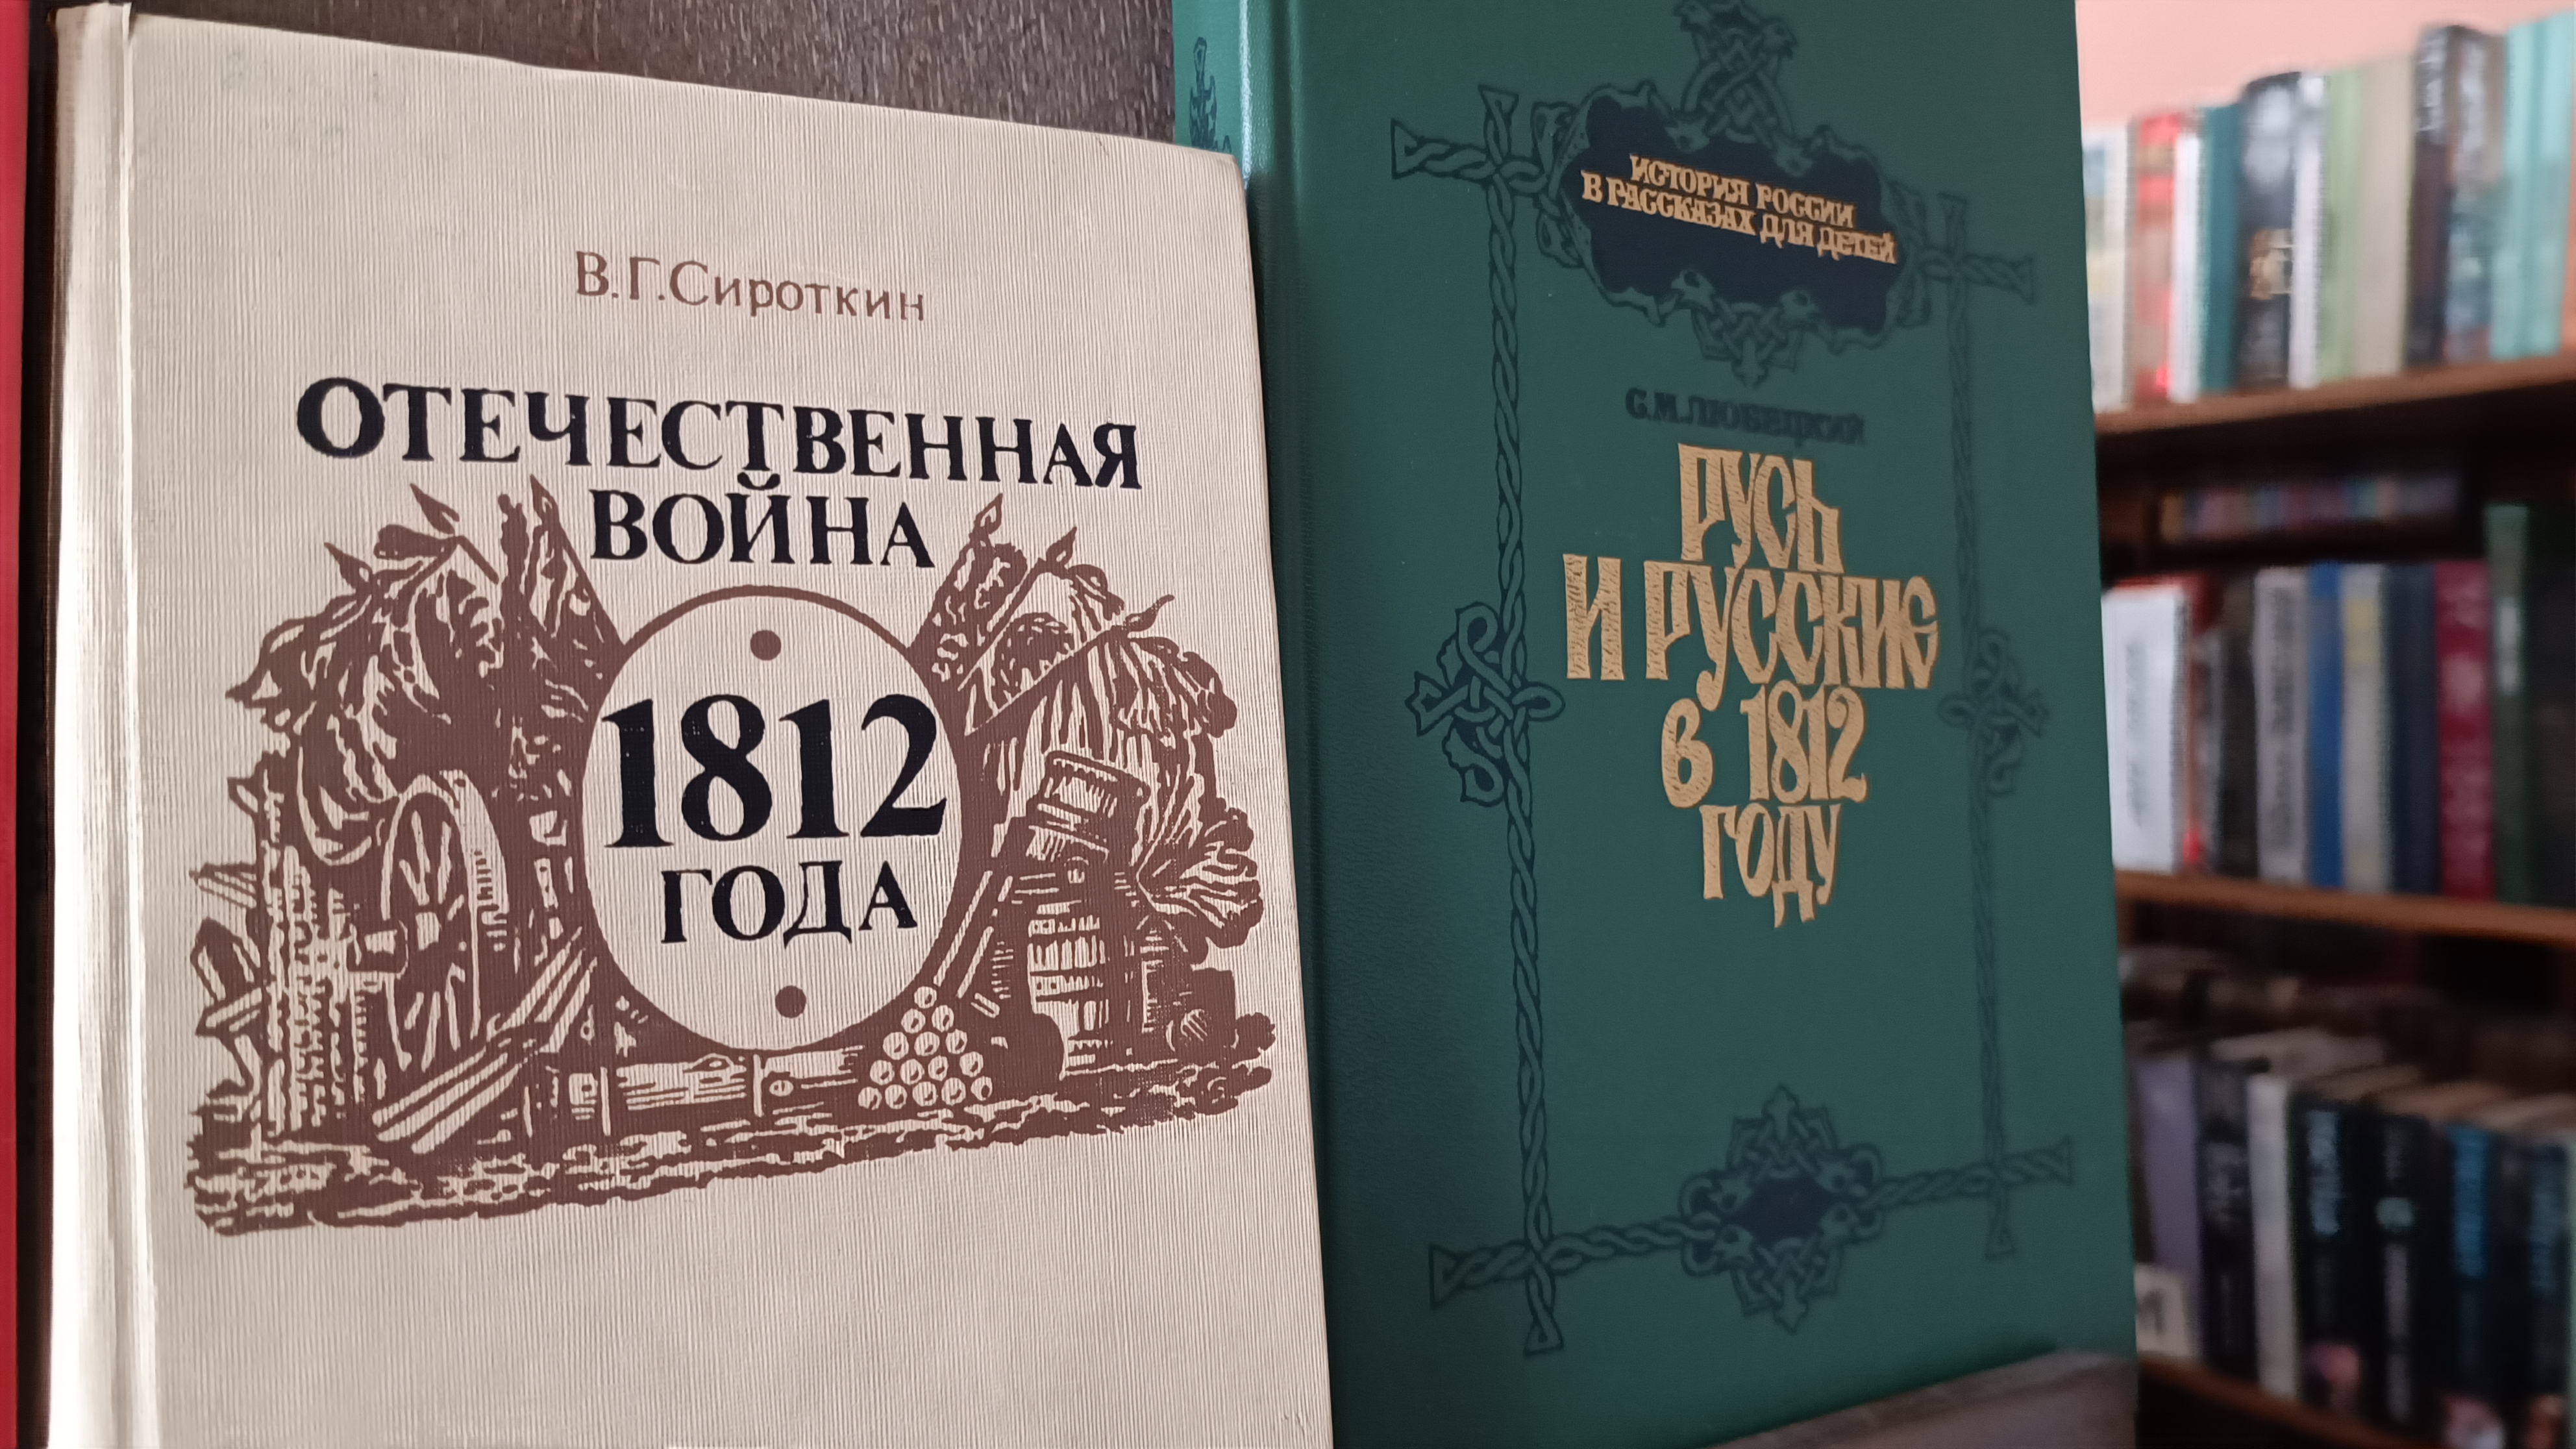 В.Г.Сироткин
ОТЕЧЕСТВЕННАЯ
ВОЙНА
1812
ГОДА
ИСТОРИЯ РОССИИ
В РАССКАЗАХ ДЛЯ ДЕТЕЙ
С.М.ЛЮБЕЦКИЙ
РУСЬ
И РУССКИЕ
В 1812
ГОДУ